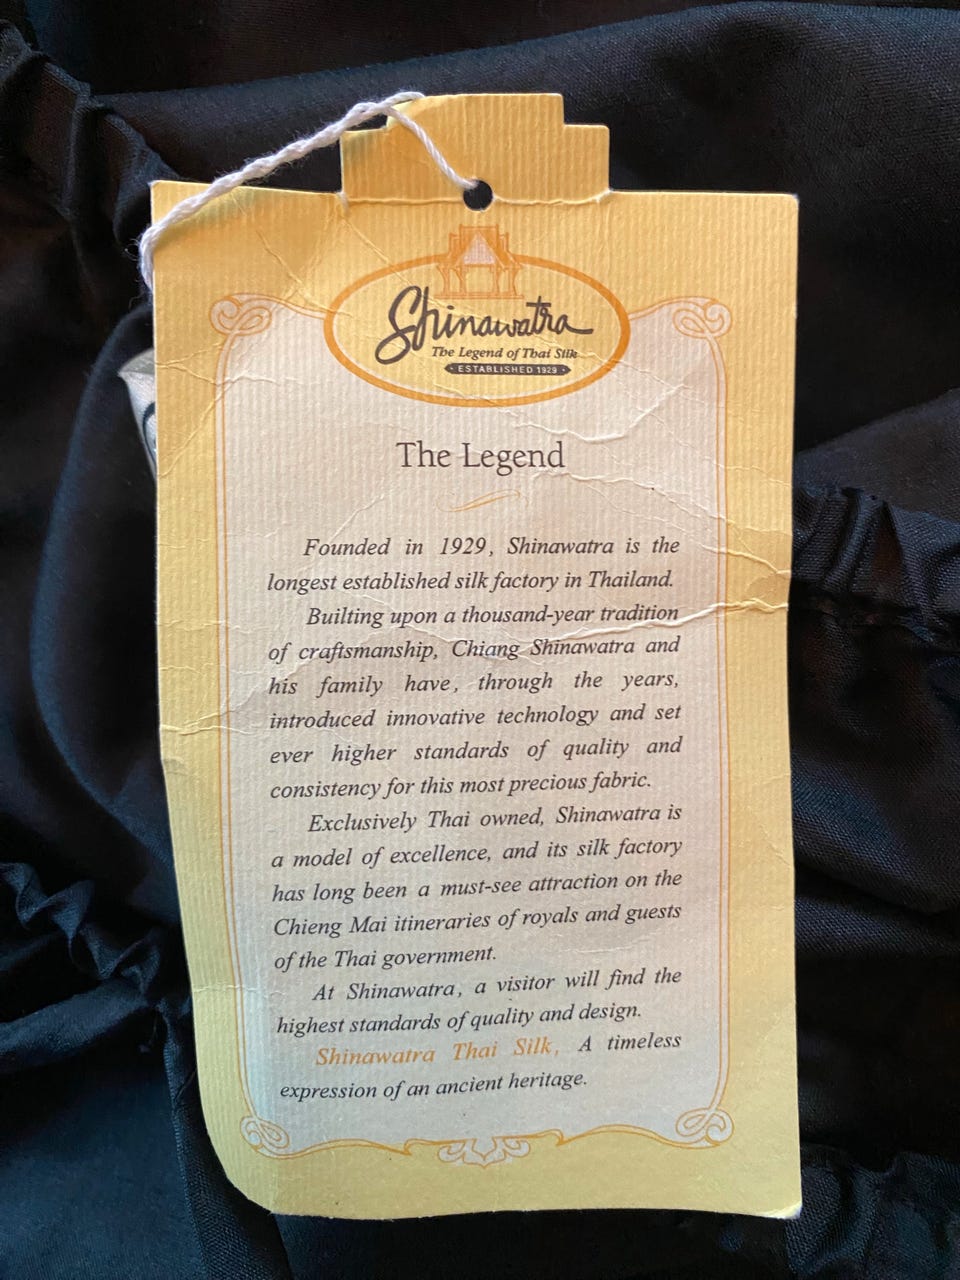 Shinawatra
The Legend of Thai Silk
• ESTABLISHED 1929 •
The Legend
Founded in 1929, Shinawatra is the
longest established silk factory in Thailand.
Builting upon a thousand-year tradition
of craftsmanship, Chiang Shinawatra and
his family have, through the years,
introduced innovative technology and set
ever higher standards of quality and
consistency for this most precious fabric.
Exclusively Thai owned, Shinawatra is
a model of excellence, and its silk factory
has long been a must-see attraction on the
Chieng Mai itineraries of royals and guests
of the Thai government.
At Shinawatra, a visitor will find the
highest standards of quality and design.
Shinawatra Thai Silk, A timeless
expression of an ancient heritage.